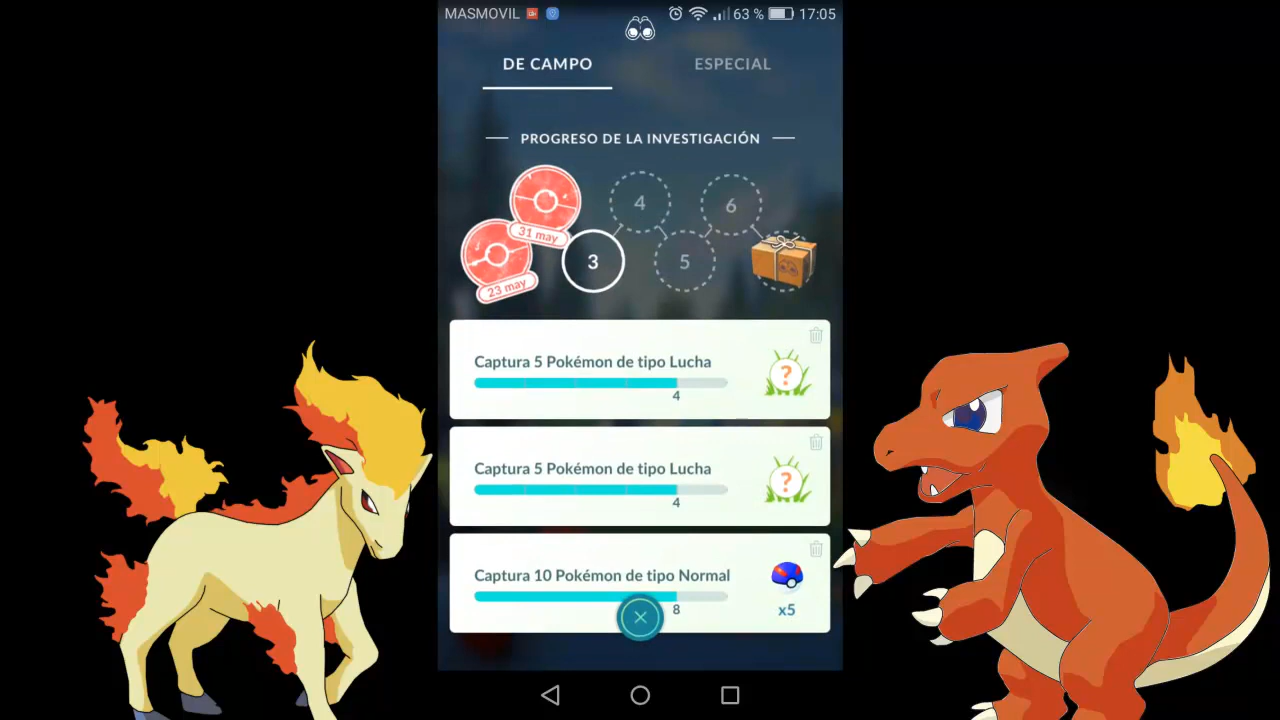 MASMOVIL 63 % 17:05
DE CAMPO ESPECIAL
PROGRESO DE LA INVESTIGACIÓN
31 may 4 6
23 may 3 5
Captura 5 Pokémon de tipo Lucha
?
4
Captura 5 Pokémon de tipo Lucha
?
4
Captura 10 Pokémon de tipo Normal
8 x5